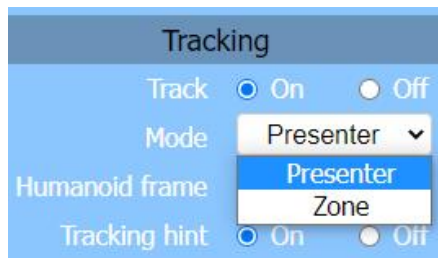 Tracking
Track On Off
Mode Presenter
Presenter
Humanoid frame
Zone
Tracking hint On Off